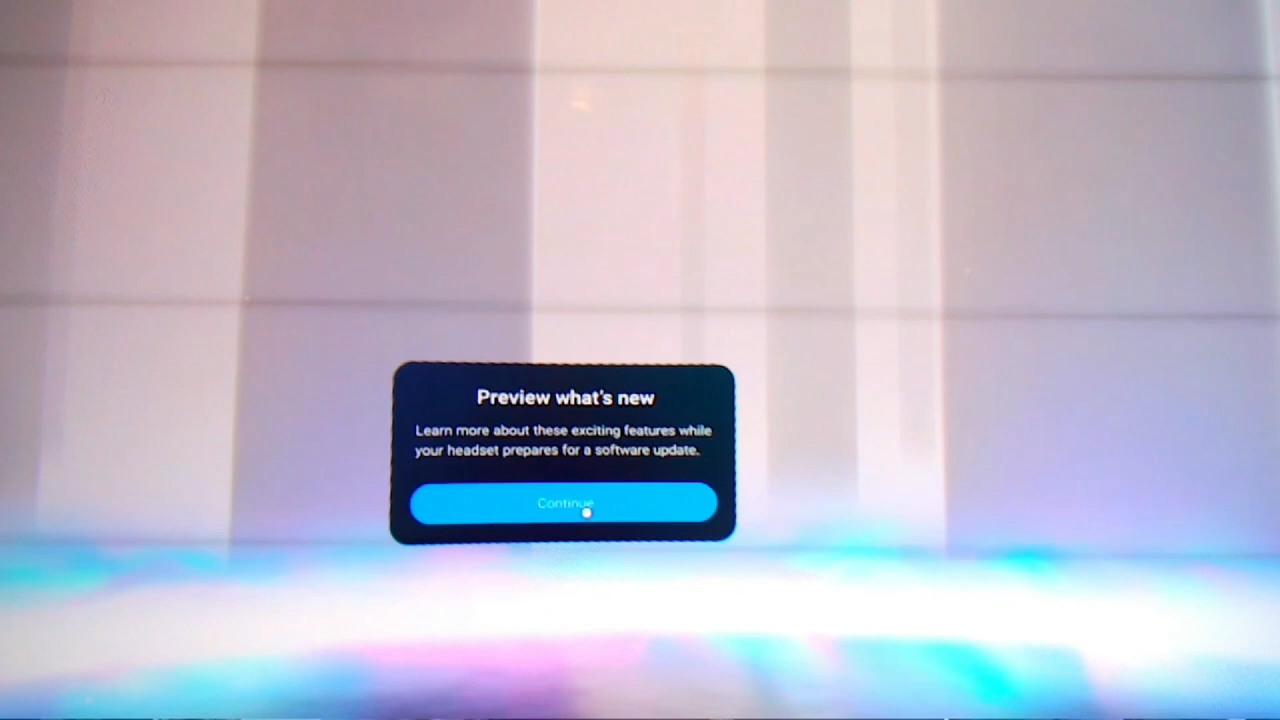 Preview what's new
Learn more about these exciting features while
your headset prepares for a software update.
Continue